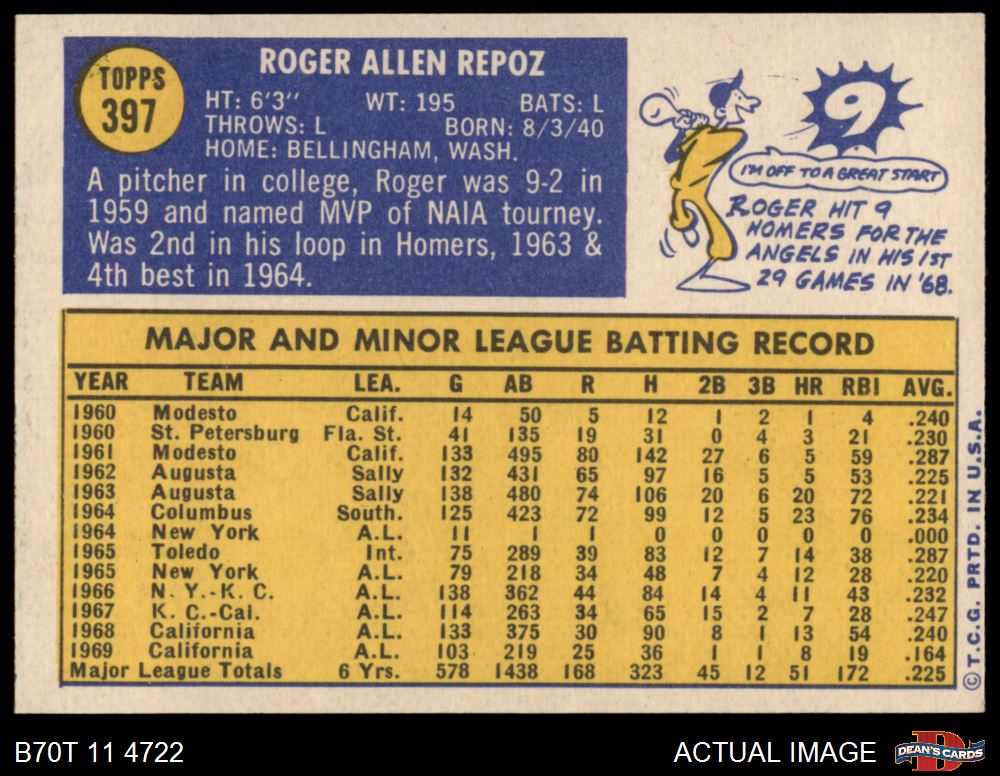 TOPPS
397
ROGER ALLEN REPOZ
HT: 6'3" WT: 195 BATS: L
THROWS: L BORN: 8/3/40
HOME: BELLINGHAM, WASH.
A pitcher in college, Roger was 9-2 in
1959 and named MVP of NAIA tourney.
Was 2nd in his loop in Homers, 1963 &
4th best in 1964.
9
I'M OFF TO A GREAT START
ROGER HIT 9
HOMERS FOR THE
ANGELS IN HIS 1ST
29 GAMES IN '68.
MAJOR AND MINOR LEAGUE BATTING RECORD
YEAR TEAM LEA. G AB R H 2B 3B HR RBI AVG.
1960 Modesto Calif. 14 50 5 12 1 2 1 4 .240
1960 St. Petersburg Fla. St. 41 135 19 31 0 4 3 21 .230
1961 Modesto Calif. 133 495 80 142 27 6 5 59 .287
1962 Augusta Sally 132 431 65 97 16 5 5 53 .225
1963 Augusta Sally 138 480 74 106 20 6 20 72 .221
1964 Columbus South. 125 423 72 99 12 5 23 76 .234
1964 New York A.L. 11 1 1 0 0 0 0 0 .000
1965 Toledo Int. 75 289 39 83 12 7 14 38 .287
1965 New York A.L. 79 218 34 48 7 4 12 28 .220
1966 N. Y.-K. C. A.L. 138 362 44 84 14 4 11 43 .232
1967 K. C.-Cal. A.L. 114 263 34 65 15 2 7 28 .247
1968 California A.L. 133 375 30 90 8 1 13 54 .240
1969 California A.L. 103 219 25 36 1 1 8 19 .164
Major League Totals 6 Yrs. 578 1438 168 323 45 12 51 172 .225
© T.C.G. PRTD. IN U.S.A.
B70T 11 4722
ACTUAL IMAGE
D
DEAN'S CARDS